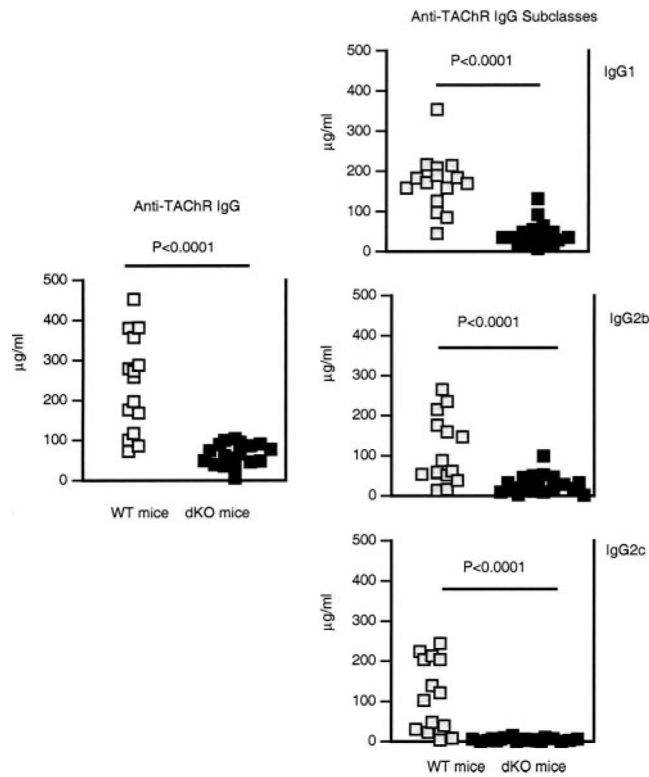 Anti-TAChR IgG
P<0.0001
500
400
300
200
100
0
µg/ml
WT mice dKO mice
Anti-TAChR IgG Subclasses
IgG1
P<0.0001
500
400
300
200
100
0
µg/ml
IgG2b
P<0.0001
500
400
300
200
100
0
µg/ml
IgG2c
P<0.0001
500
400
300
200
100
0
µg/ml
WT mice dKO mice